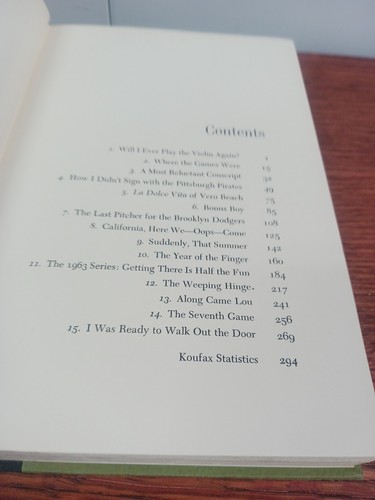 Contents
1. Will I Ever Play the Violin Again? 1
2. Where the Games Were 15
3. A Most Reluctant Conscript 32
4. How I Didn't Sign with the Pittsburgh Pirates 49
5. La Dolce Vita of Vero Beach 75
6. Bonus Boy 85
7. The Last Pitcher for the Brooklyn Dodgers 108
8. California, Here We—Oops—Come 125
9. Suddenly, That Summer 142
10. The Year of the Finger 160
11. The 1963 Series: Getting There Is Half the Fun 184
12. The Weeping Hinge 217
13. Along Came Lou 241
14. The Seventh Game 256
15. I Was Ready to Walk Out the Door 269
Koufax Statistics 294